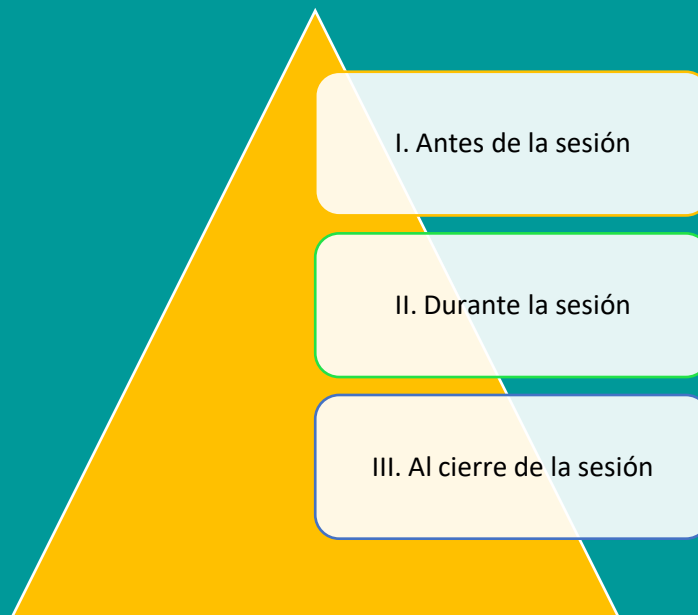 I. Antes de la sesión
II. Durante la sesión
III. Al cierre de la sesión